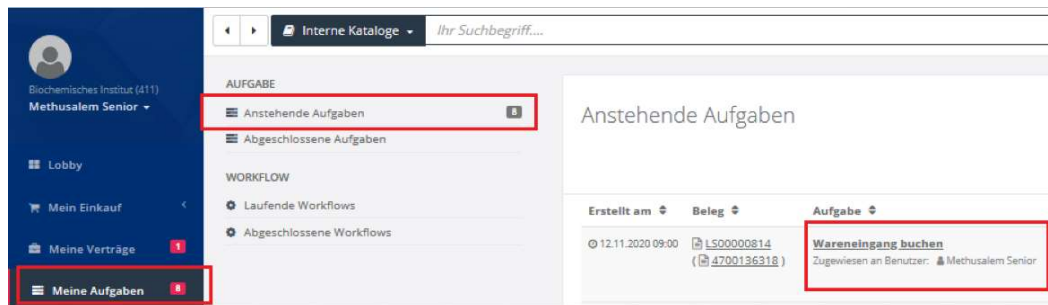 Interne Kataloge
Ihr Suchbegriff....
Biochemisches Institut (411)
Methusalem Senior
Lobby
Mein Einkauf
Meine Verträge 1
Meine Aufgaben 8
AUFGABE
Anstehende Aufgaben 8
Abgeschlossene Aufgaben
WORKFLOW
Laufende Workflows
Abgeschlossene Workflows
Anstehende Aufgaben
Erstellt am Beleg Aufgabe
12.11.2020 09:00 LS00000814 Wareneingang buchen
( 4700136318 ) Zugewiesen an Benutzer: Methusalem Senior